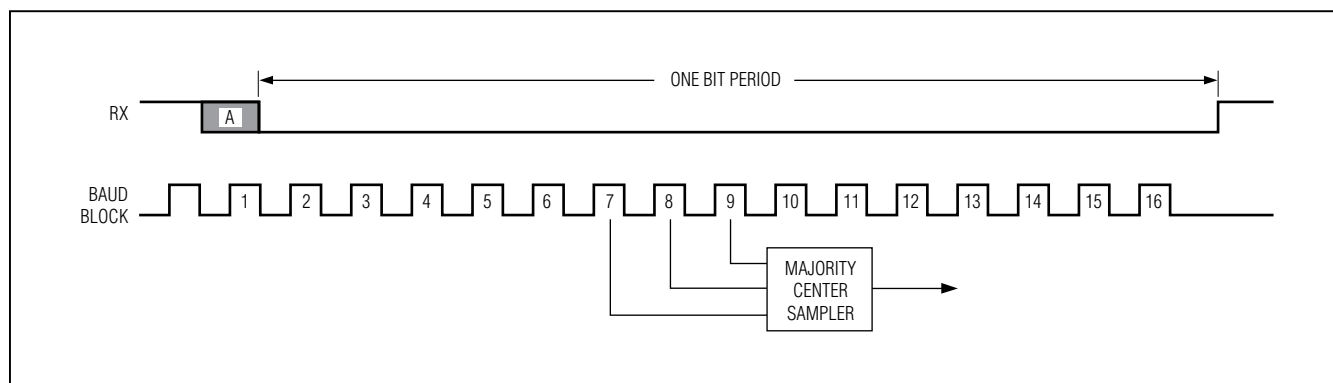 ONE BIT PERIOD
RX
A
BAUD
BLOCK
1 2 3 4 5 6 7 8 9 10 11 12 13 14 15 16
MAJORITY
CENTER
SAMPLER